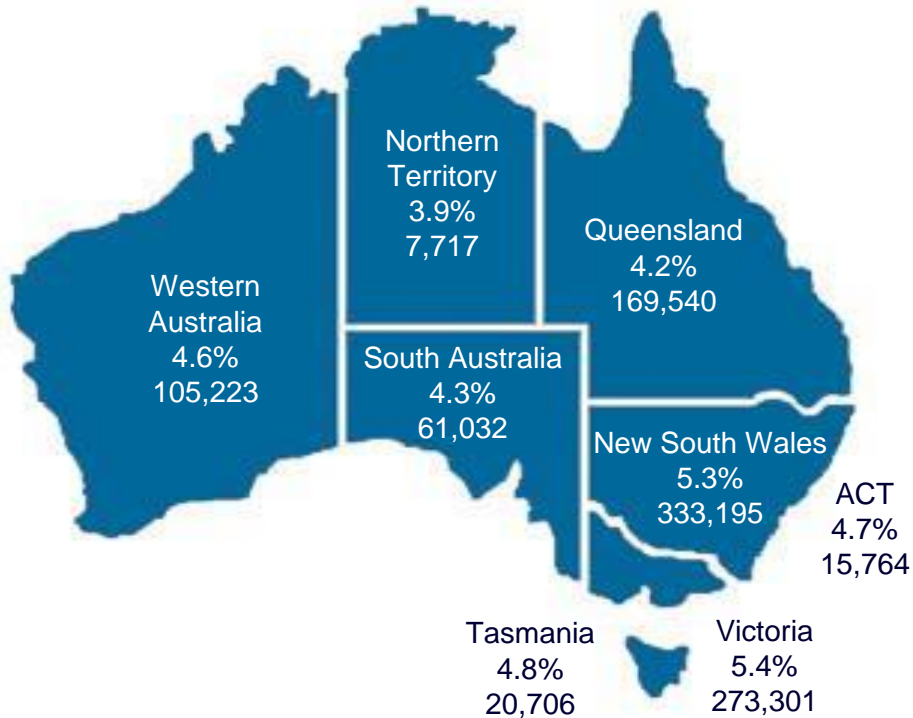 Northern
Territory
3.9%
7,717
Queensland
4.2%
169,540
Western
Australia
4.6%
105,223
South Australia
4.3%
61,032
New South Wales
5.3%
333,195
ACT
4.7%
15,764
Tasmania
4.8%
20,706
Victoria
5.4%
273,301